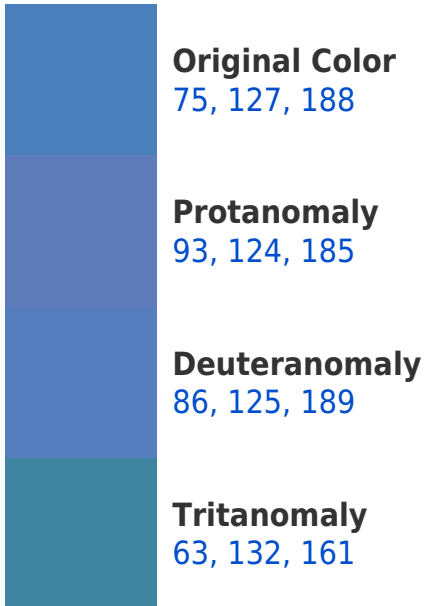 Original Color
75, 127, 188
Protanomaly
93, 124, 185
Deuteranomaly
86, 125, 189
Tritanomaly
63, 132, 161